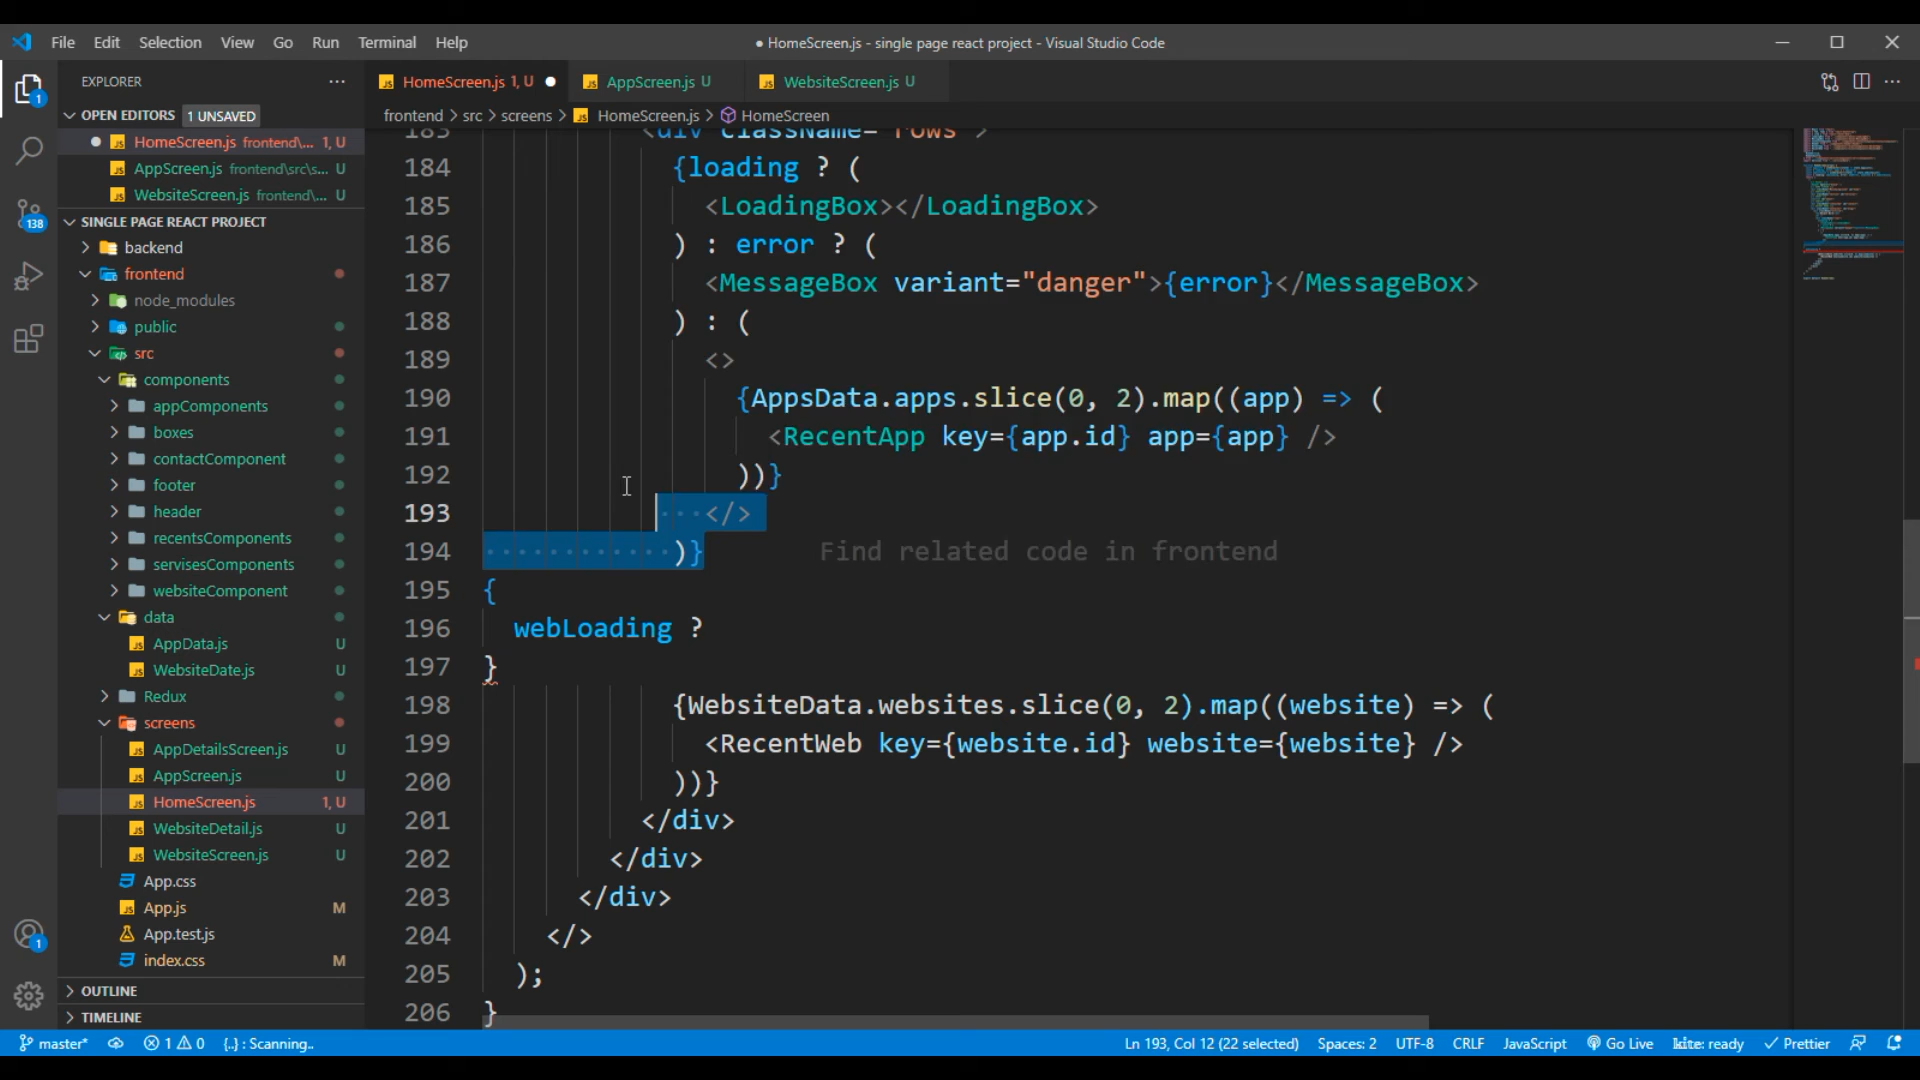 File Edit Selection View Go Run Terminal Help
● HomeScreen.js - single page react project - Visual Studio Code
EXPLORER
HomeScreen.js 1, U
AppScreen.js U
WebsiteScreen.js U
OPEN EDITORS 1 UNSAVED
frontend > src > screens > HomeScreen.js > HomeScreen
HomeScreen.js frontend\... 1, U
AppScreen.js frontend\src\s... U
WebsiteScreen.js frontend\... U
SINGLE PAGE REACT PROJECT
backend
frontend
node_modules
public
src
components
appComponents
boxes
contactComponent
footer
header
recentsComponents
servisesComponents
websiteComponent
data
AppData.js U
WebsiteDate.js U
Redux
screens
AppDetailsScreen.js U
AppScreen.js U
HomeScreen.js 1, U
WebsiteDetail.js U
WebsiteScreen.js U
App.css
App.js M
App.test.js
index.css M
OUTLINE
TIMELINE
1
138
1
183 <div className="rows">
184 {loading ? (
185 <LoadingBox></LoadingBox>
186 ) : error ? (
187 <MessageBox variant="danger">{error}</MessageBox>
188 ) : (
189 <>
190 {AppsData.apps.slice(0, 2).map((app) => (
191 <RecentApp key={app.id} app={app} />
192 ))}
193 ···</>
194 ············)} Find related code in frontend
195 {
196 webLoading ?
197 }
198 {WebsiteData.websites.slice(0, 2).map((website) => (
199 <RecentWeb key={website.id} website={website} />
200 ))}
201 </div>
202 </div>
203 </div>
204 </>
205 );
206 }
master* 1 0 {..} : Scanning..
Ln 193, Col 12 (22 selected) Spaces: 2 UTF-8 CRLF JavaScript Go Live kite: ready Prettier